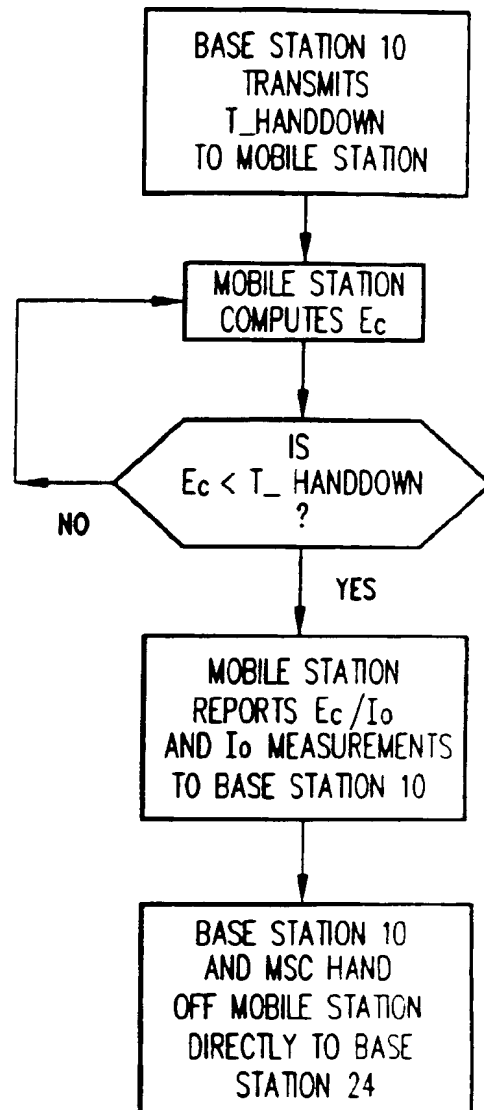 BASE STATION 10
TRANSMITS
T_HANDDOWN
TO MOBILE STATION
MOBILE STATION
COMPUTES Ec
IS
Ec < T_ HANDDOWN
?
NO
YES
MOBILE STATION
REPORTS Ec/Io
AND Io MEASUREMENTS
TO BASE STATION 10
BASE STATION 10
AND MSC HAND
OFF MOBILE STATION
DIRECTLY TO BASE
STATION 24